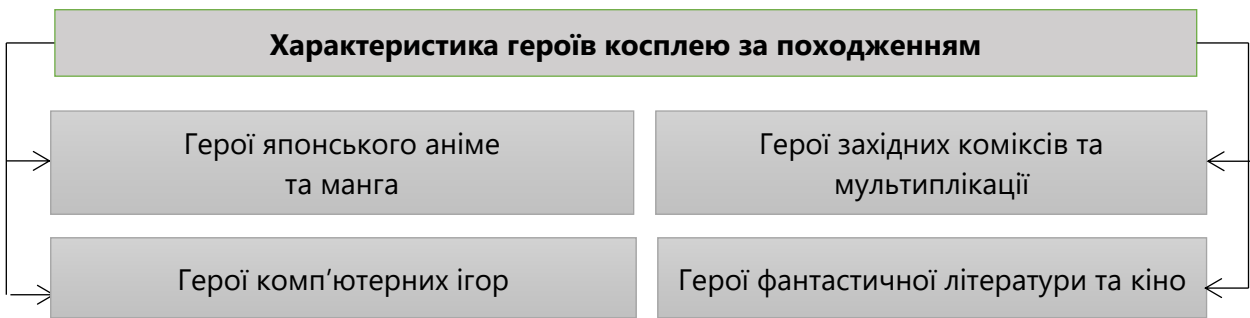 Характеристика героїв косплею за походженням
Герої японського аніме
та манга
Герої західних коміксів та
мультиплікації
Герої комп’ютерних ігор
Герої фантастичної літератури та кіно